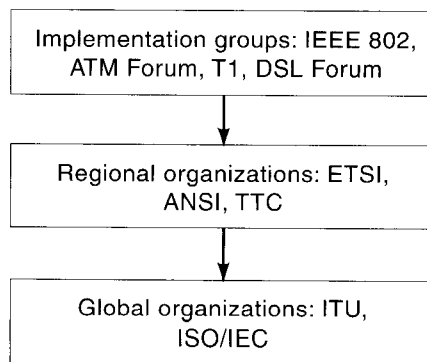 Implementation groups: IEEE 802,
ATM Forum, T1, DSL Forum
Regional organizations: ETSI,
ANSI, TTC
Global organizations: ITU,
ISO/IEC